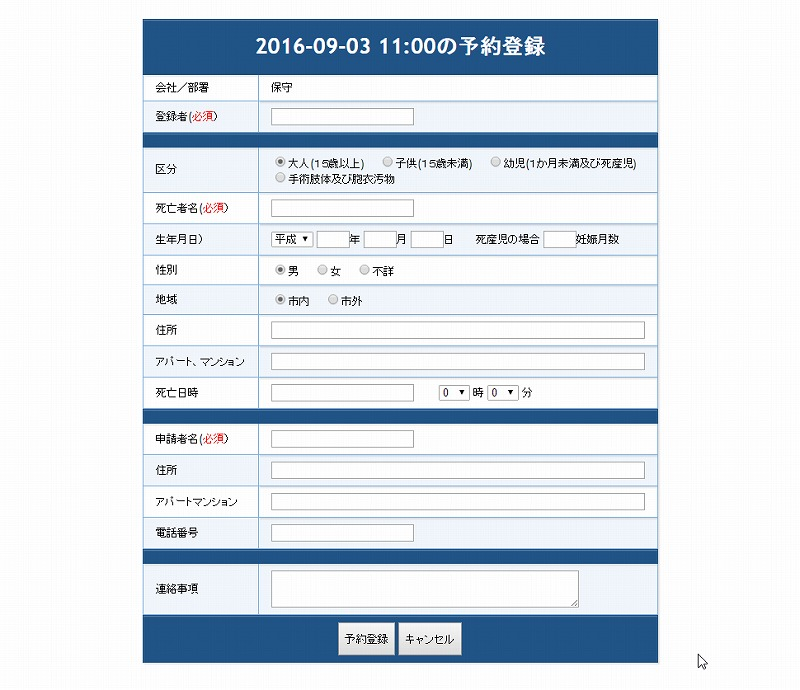 2016-09-03 11:00の予約登録
会社／部署 保守
登録者(必須)
区分 大人(15歳以上) 子供(15歳未満) 幼児(1か月未満及び死産児)
手術肢体及び胞衣汚物
死亡者名(必須)
生年月日) 平成 年 月 日 死産児の場合 妊娠月数
性別 男 女 不詳
地域 市内 市外
住所
アパート、マンション
死亡日時 0 時 0 分
申請者名(必須)
住所
アパートマンション
電話番号
連絡事項
予約登録 キャンセル